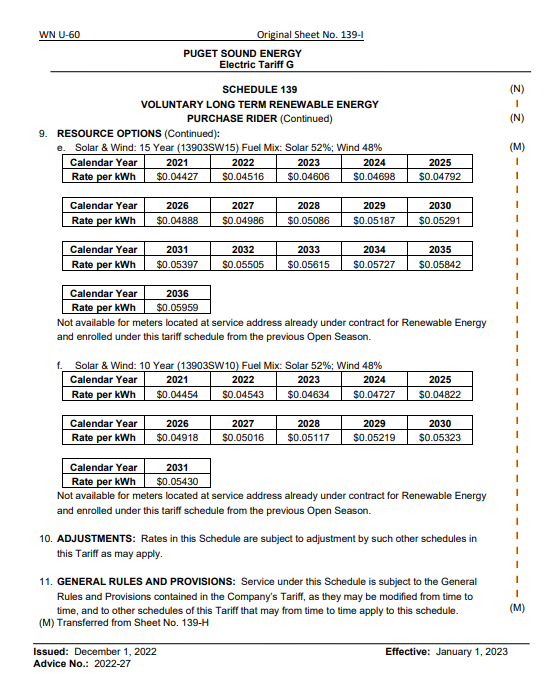 WN U-60 Original Sheet No. 139-I
PUGET SOUND ENERGY
Electric Tariff G
SCHEDULE 139 (N)
VOLUNTARY LONG TERM RENEWABLE ENERGY |
PURCHASE RIDER (Continued) (N)
9. RESOURCE OPTIONS (Continued):
e. Solar & Wind: 15 Year (13903SW15) Fuel Mix: Solar 52%; Wind 48% (M)
Calendar Year 2021 2022 2023 2024 2025
Rate per kWh $0.04427 $0.04516 $0.04606 $0.04698 $0.04792
Calendar Year 2026 2027 2028 2029 2030
Rate per kWh $0.04888 $0.04986 $0.05086 $0.05187 $0.05291
Calendar Year 2031 2032 2033 2034 2035
Rate per kWh $0.05397 $0.05505 $0.05615 $0.05727 $0.05842
Calendar Year 2036
Rate per kWh $0.05959
Not available for meters located at service address already under contract for Renewable Energy
and enrolled under this tariff schedule from the previous Open Season.
f. Solar & Wind: 10 Year (13903SW10) Fuel Mix: Solar 52%; Wind 48%
Calendar Year 2021 2022 2023 2024 2025
Rate per kWh $0.04454 $0.04543 $0.04634 $0.04727 $0.04822
Calendar Year 2026 2027 2028 2029 2030
Rate per kWh $0.04918 $0.05016 $0.05117 $0.05219 $0.05323
Calendar Year 2031
Rate per kWh $0.05430
Not available for meters located at service address already under contract for Renewable Energy
and enrolled under this tariff schedule from the previous Open Season.
10. ADJUSTMENTS: Rates in this Schedule are subject to adjustment by such other schedules in
this Tariff as may apply.
11. GENERAL RULES AND PROVISIONS: Service under this Schedule is subject to the General
Rules and Provisions contained in the Company's Tariff, as they may be modified from time to
time, and to other schedules of this Tariff that may from time to time apply to this schedule. (M)
(M) Transferred from Sheet No. 139-H
Issued: December 1, 2022 Effective: January 1, 2023
Advice No.: 2022-27